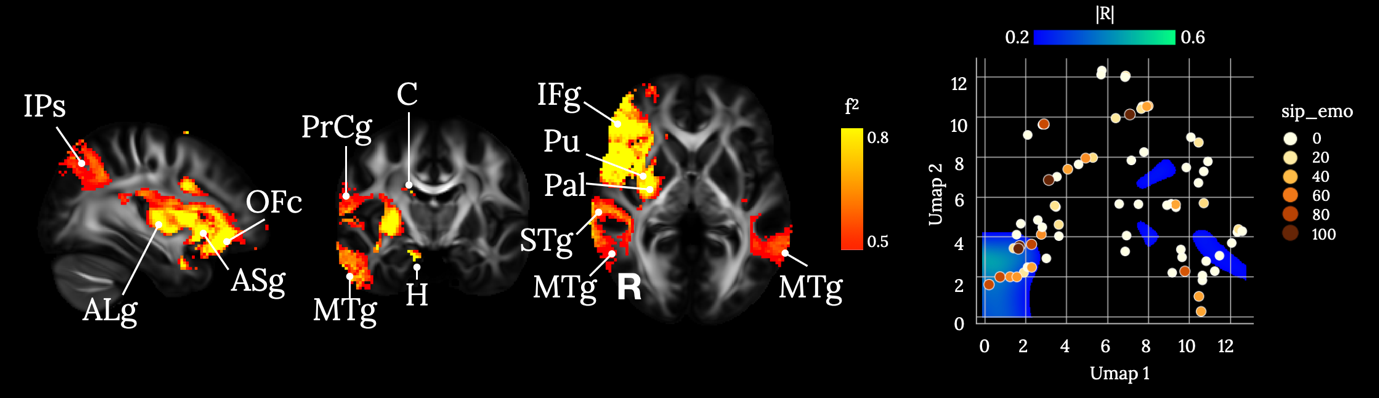 IPs
OFc
ALg
ASg
C
PrCg
MTg
H
IFg
Pu
Pal
STg
MTg
R
MTg
f²
0.8
0.5
|R|
0.2
0.6
12
10
8
6
4
2
0
Umap 2
0 2 4 6 8 10 12
Umap 1
sip_emo
0
20
40
60
80
100